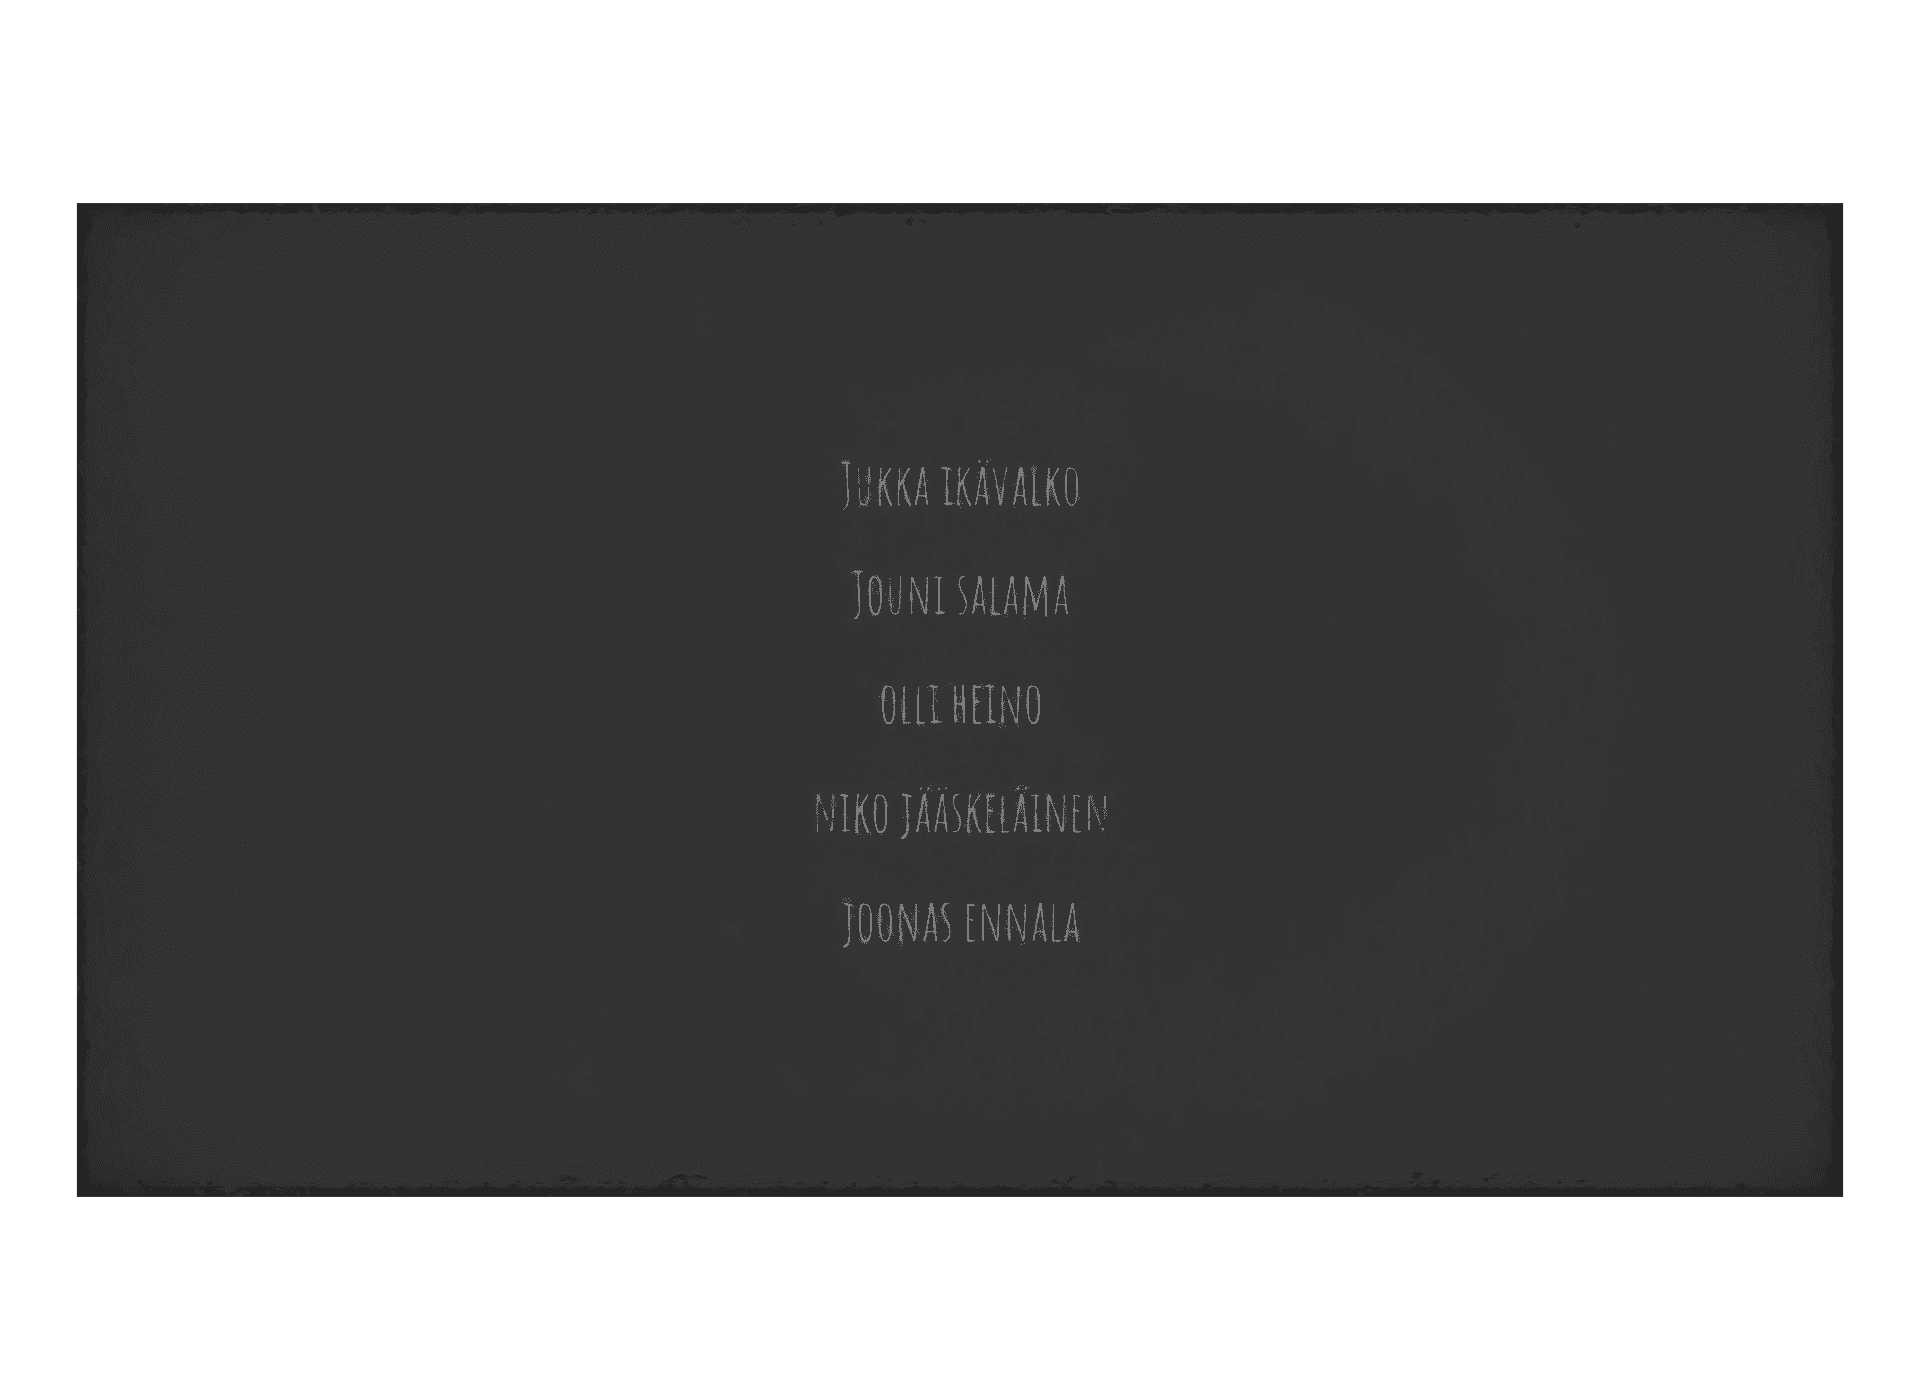 Jukka ikävalko
Jouni salama
olli heino
niko jääskeläinen
Joonas ennala